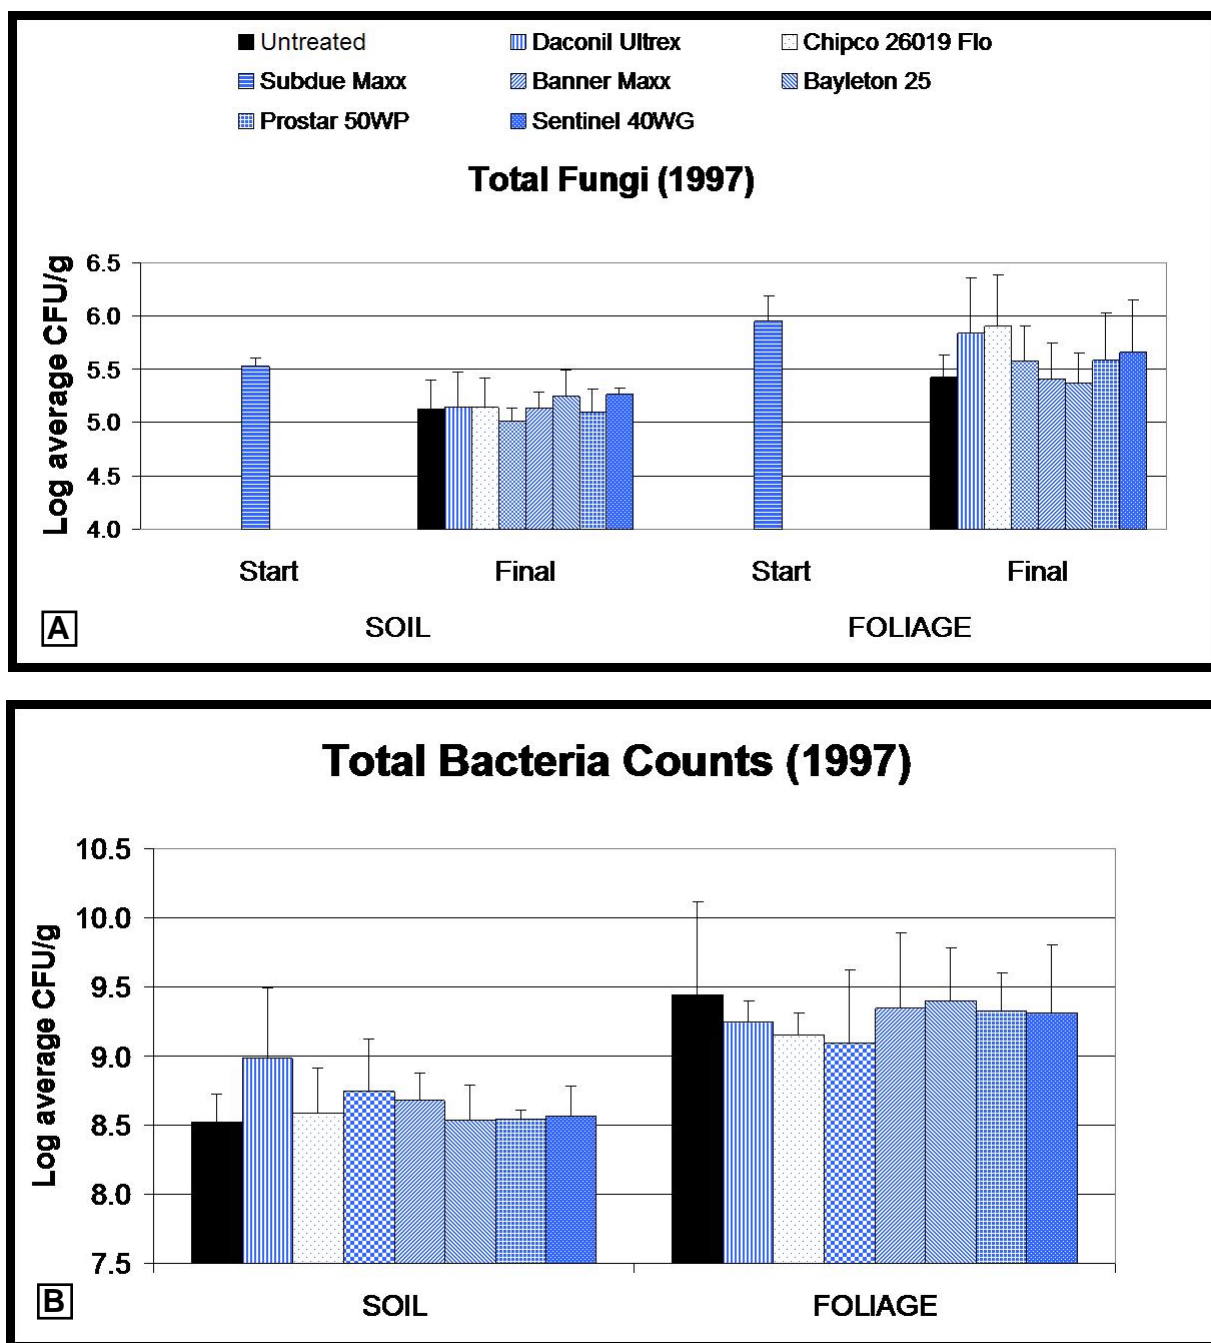 Untreated Daconil Ultrex Chipco 26019 Flo
Subdue Maxx Banner Maxx Bayleton 25
Prostar 50WP Sentinel 40WG
Total Fungi (1997)
Log average CFU/g
6.5
6.0
5.5
5.0
4.5
4.0
Start Final Start Final
A SOIL FOLIAGE
Total Bacteria Counts (1997)
Log average CFU/g
10.5
10.0
9.5
9.0
8.5
8.0
7.5
B SOIL FOLIAGE